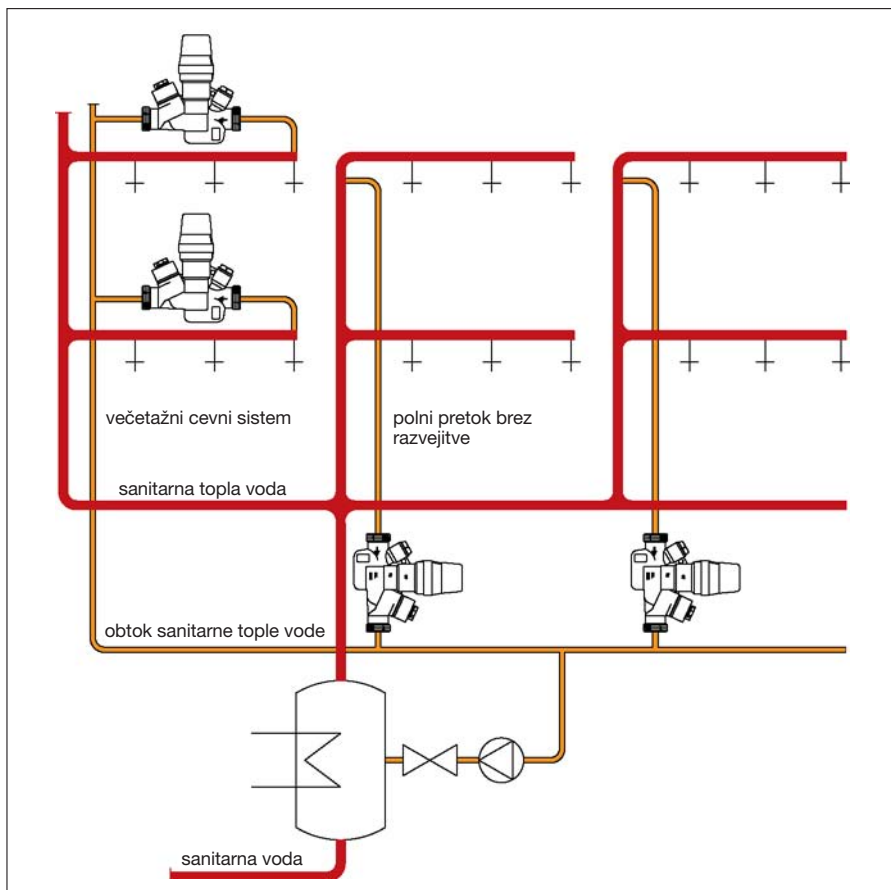 večetažni cevni sistem
polni pretok brez
razvejitve
sanitarna topla voda
obtok sanitarne tople vode
sanitarna voda